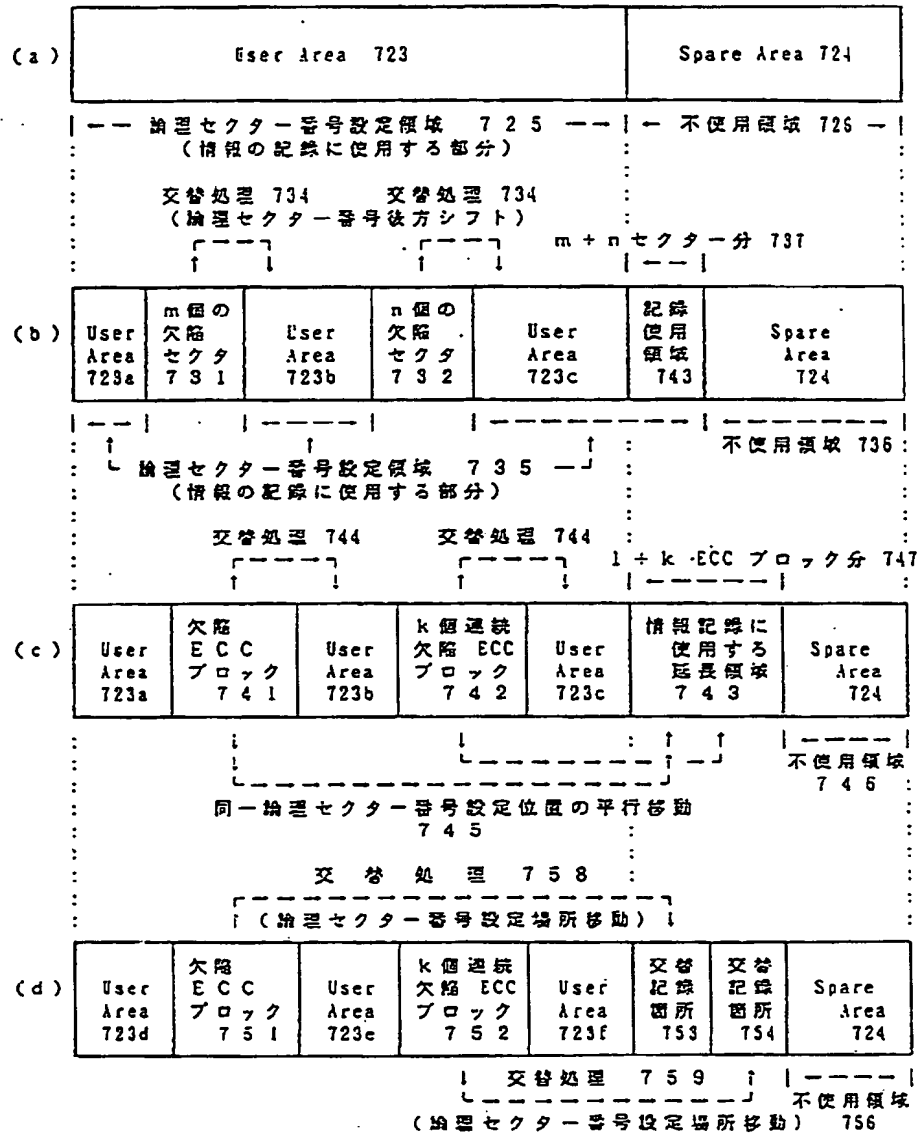 (a) User Area 723 Spare Area 724
|←── 論理セクター番号設定領域 725 ──→|← 不使用領域 726 →|
(情報の記録に使用する部分)
交替処理 734 交替処理 734
(論理セクター番号後方シフト)
m+nセクター分 737
(b)
User Area 723a
m個の欠陥セクタ 731
User Area 723b
n個の欠陥セクタ 732
User Area 723c
記録使用領域 743
Spare Area 724
不使用領域 736
論理セクター番号設定領域 735
(情報の記録に使用する部分)
交替処理 744 交替処理 744
1+k ECCブロック分 747
(c)
User Area 723a
欠陥ECCブロック 741
User Area 723b
k個連続欠陥ECCブロック 742
User Area 723c
情報記録に使用する延長領域 743
Spare Area 724
不使用領域 746
同一論理セクター番号設定位置の平行移動 745
交替処理 758
(論理セクター番号設定場所移動)
(d)
User Area 723d
欠陥ECCブロック 751
User Area 723e
k個連続欠陥ECCブロック 752
User Area 723f
交替記録箇所 753
交替記録箇所 754
Spare Area 724
交替処理 759
不使用領域 756
(論理セクター番号設定場所移動)